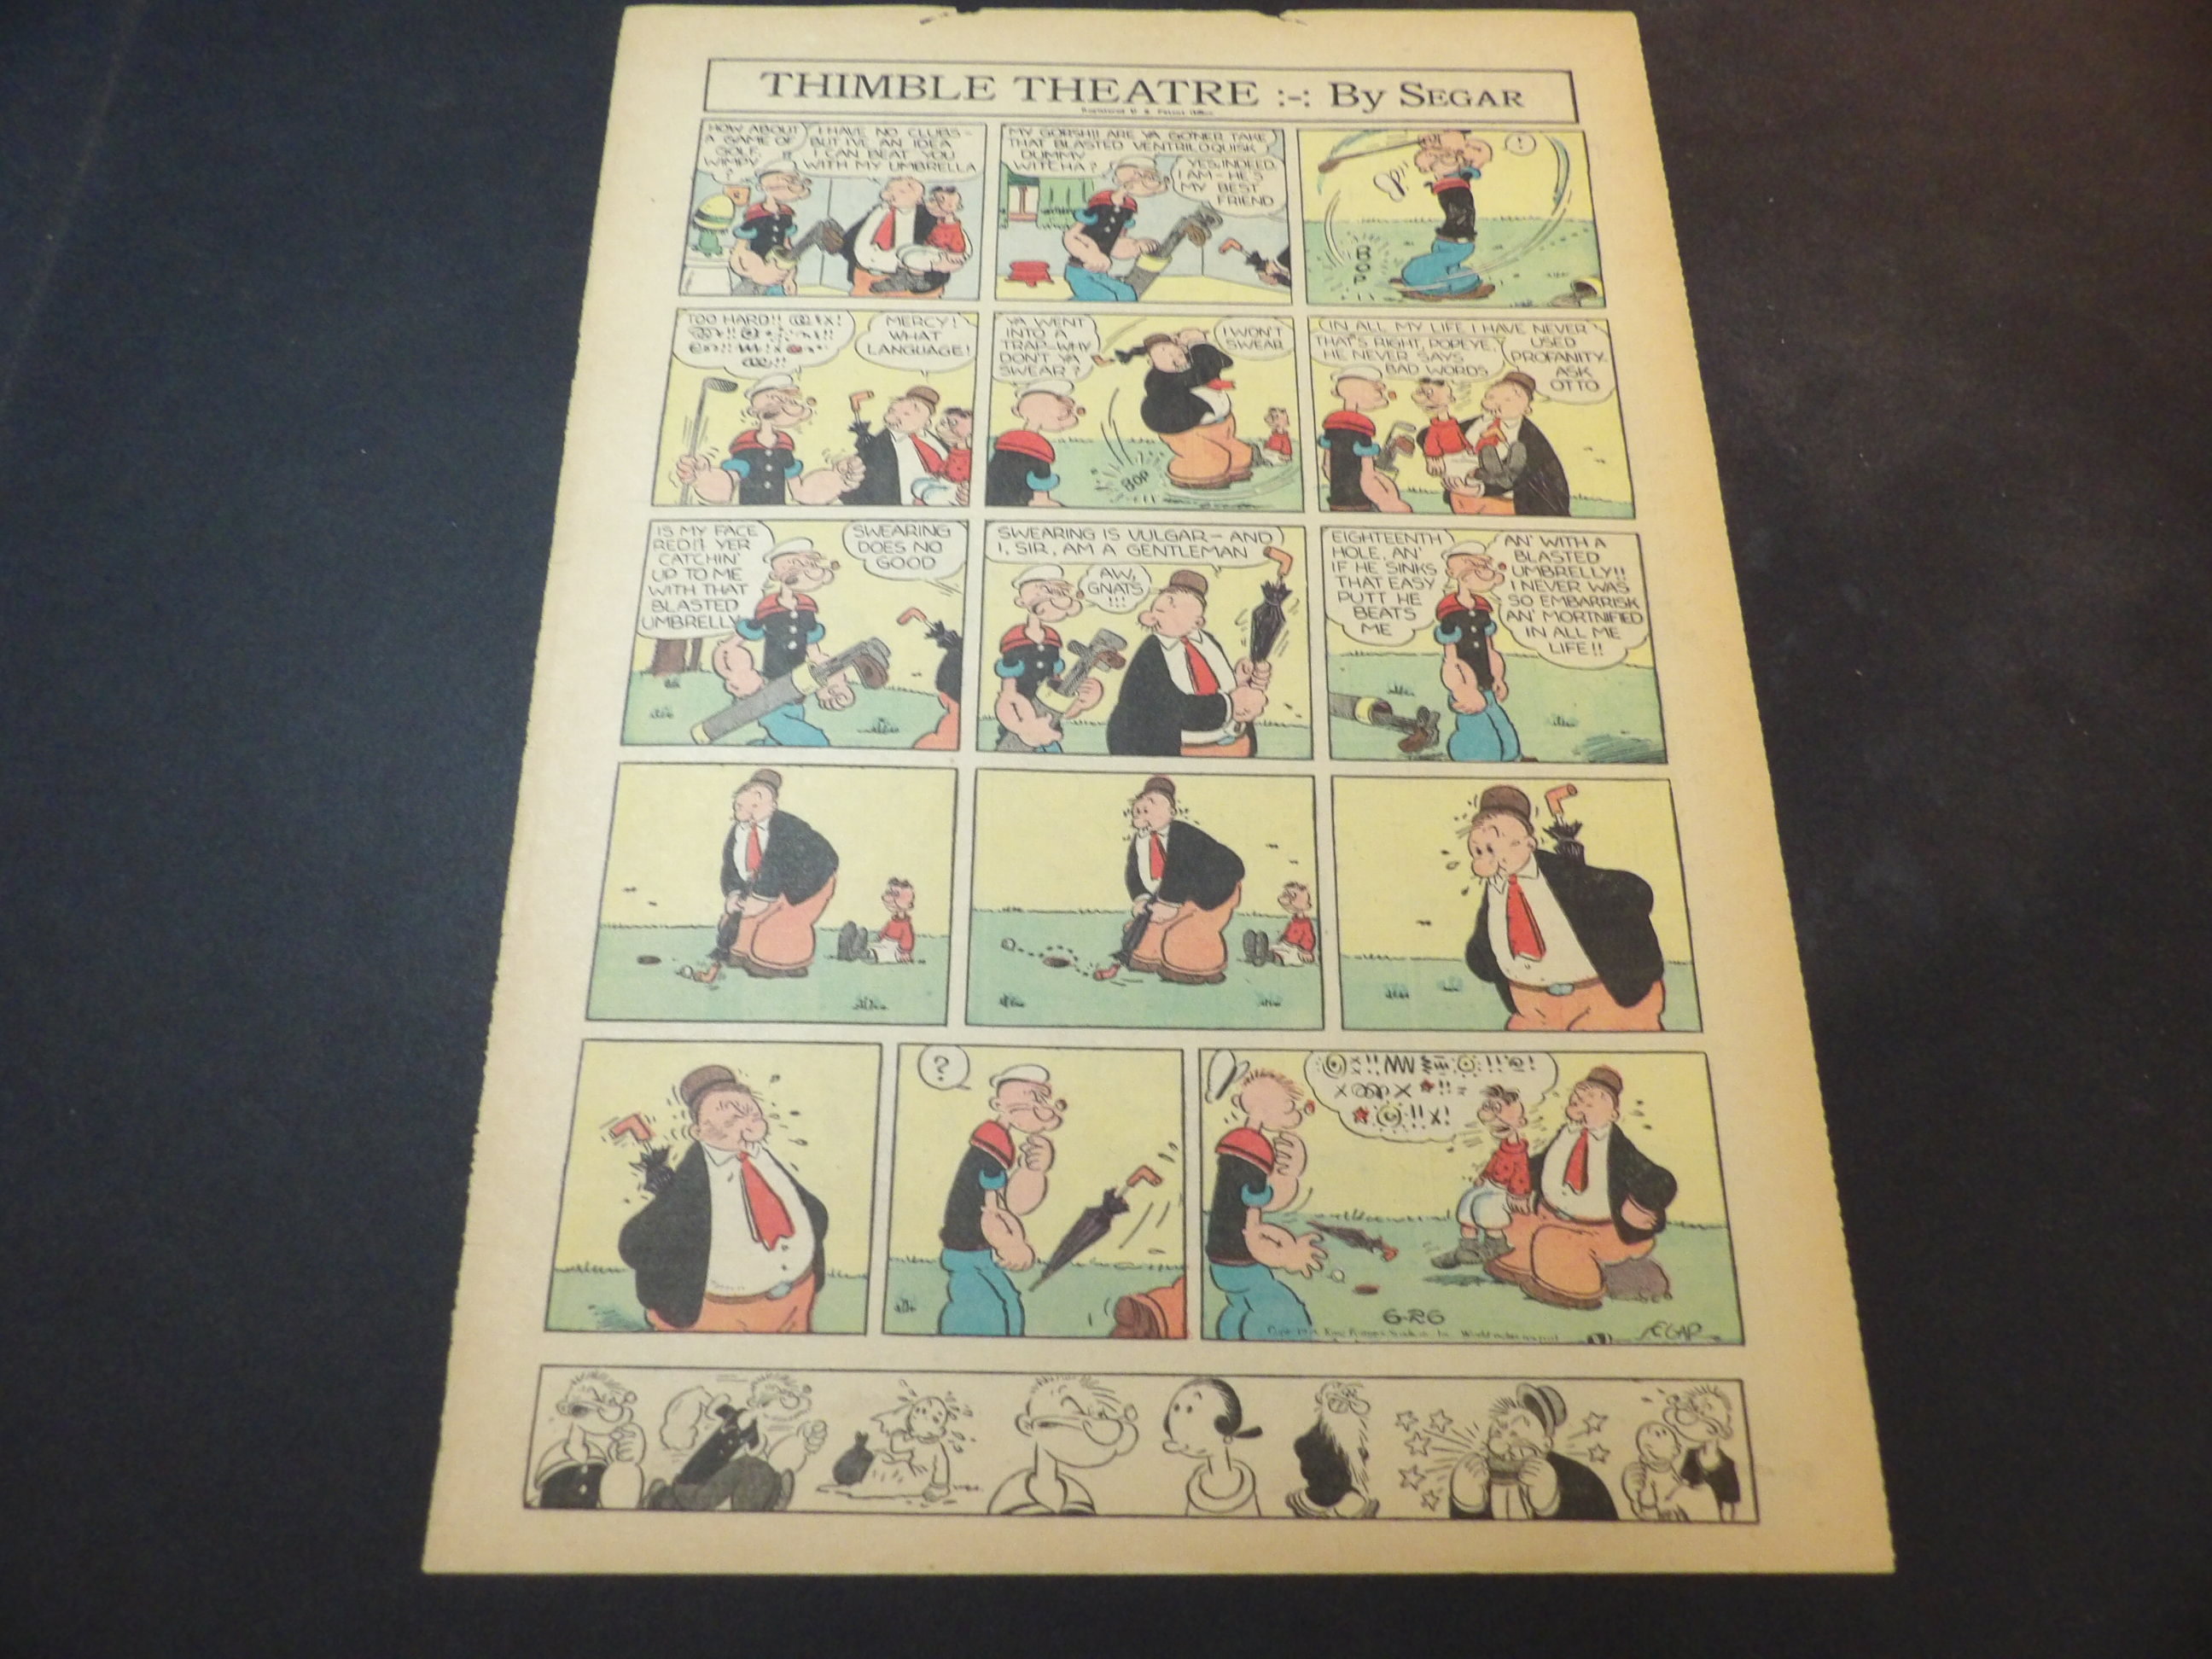 THIMBLE THEATRE :-: By SEGAR
Registered U. S. Patent Office
HOW ABOUT
A GAME OF
GOLF,
WIMPY
?
I HAVE NO CLUBS -
BUT I'VE AN IDEA
I CAN BEAT YOU
WITH MY UMBRELLA
MY GORSH!! ARE YA GO'NER TAKE
THAT BLASTED VENTRILOQUISK
DUMMY
WITCHA?
YES, INDEED,
I AM - HE'S
MY BEST
FRIEND
!
BOP
TOO HARD!!
MERCY!
WHAT
LANGUAGE!
YA WENT
INTO A
TRAP - WHY
DON'T YA
SWEAR?
I WON'T
SWEAR
BOP
IN ALL MY LIFE I HAVE NEVER
USED
PROFANITY.
ASK
OTTO
THAT'S RIGHT, POPEYE,
HE NEVER SAYS
BAD WORDS
IS MY FACE
RED!! YER
CATCHIN'
UP TO ME
WITH THAT
BLASTED
UMBRELLY
SWEARING
DOES NO
GOOD
SWEARING IS VULGAR - AND
I, SIR, AM A GENTLEMAN
AW,
GNATS
!!!
EIGHTEENTH
HOLE, AN'
IF HE SINKS
THAT EASY
PUTT HE
BEATS
ME
AN' WITH A
BLASTED
UMBRELLY!!
I NEVER WAS
SO EMBARRISK
AN' MORTNIFIED
IN ALL ME
LIFE!!
?
6-26
SEGAR